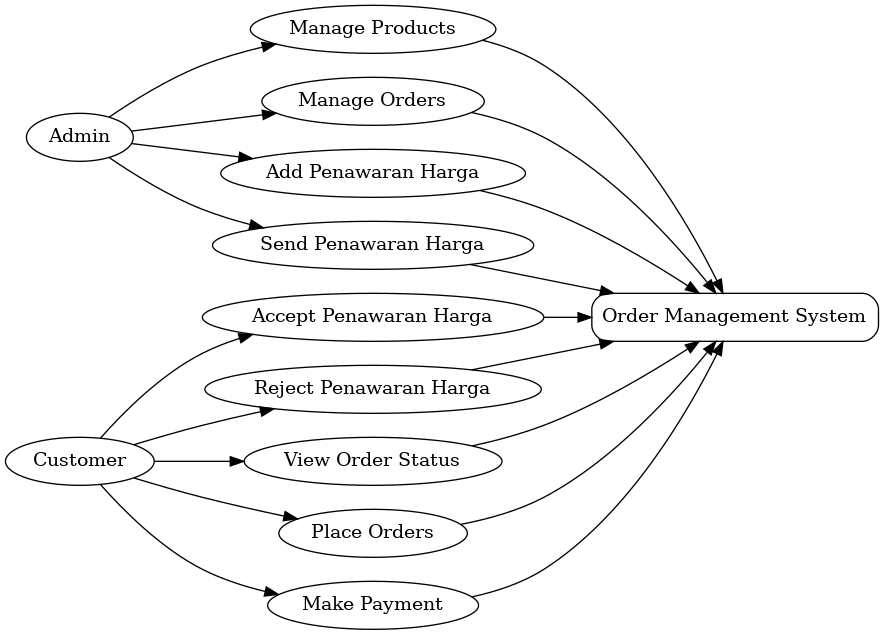 Manage Products
Manage Orders
Admin
Add Penawaran Harga
Send Penawaran Harga
Accept Penawaran Harga
Order Management System
Reject Penawaran Harga
Customer
View Order Status
Place Orders
Make Payment